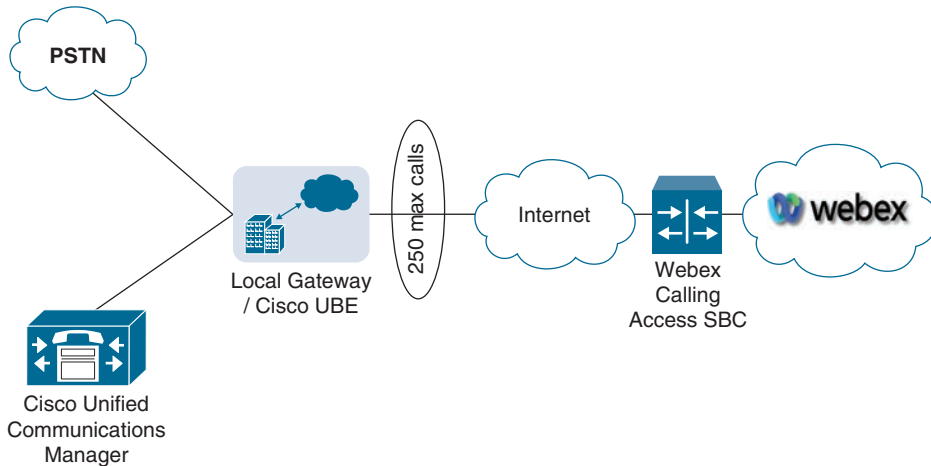 PSTN
250 max calls
Local Gateway
/ Cisco UBE
Internet
Webex
Calling
Access SBC
webex
Cisco Unified
Communications
Manager